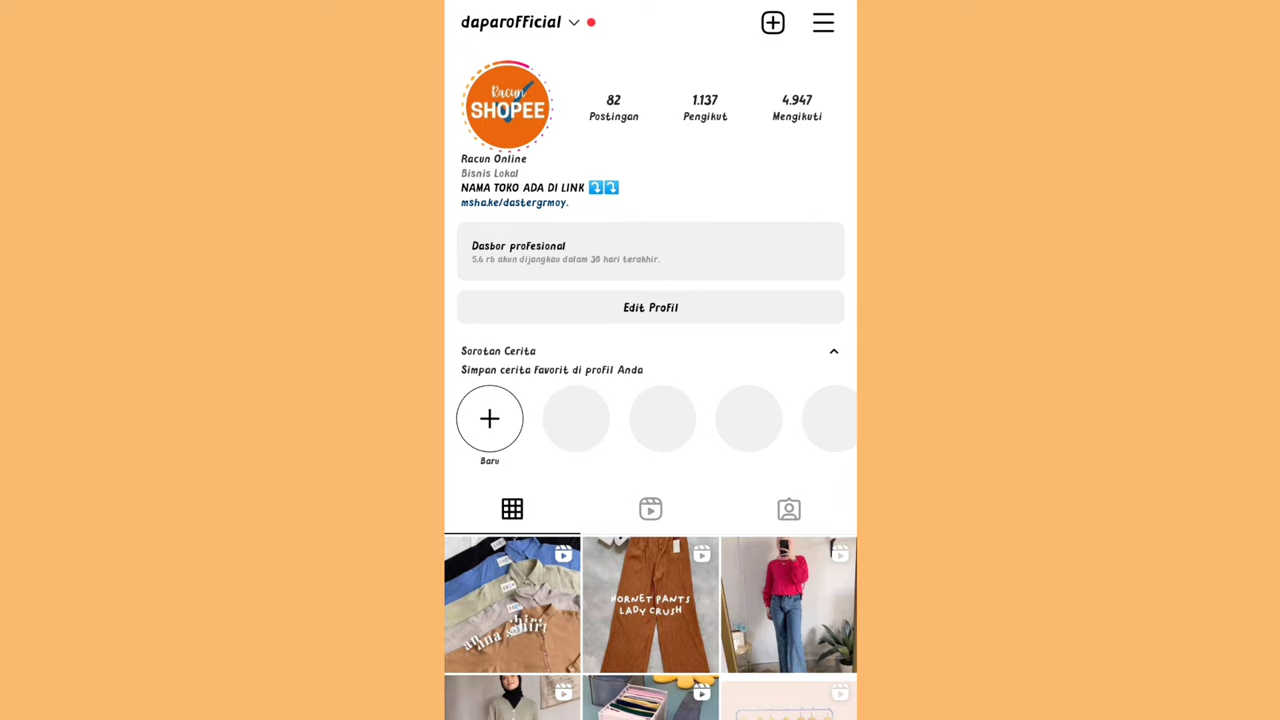 daparofficial
Racun
SHOPEE
82
Postingan
1.137
Pengikut
4.947
Mengikuti
Racun Online
Bisnis Lokal
NAMA TOKO ADA DI LINK ⤵️⤵️
msha.ke/dastergrmoy.
Dasbor profesional
5,6 rb akun dijangkau dalam 30 hari terakhir.
Edit Profil
Sorotan Cerita
Simpan cerita favorit di profil Anda
Baru
HORNET PANTS
LADY CRUSH